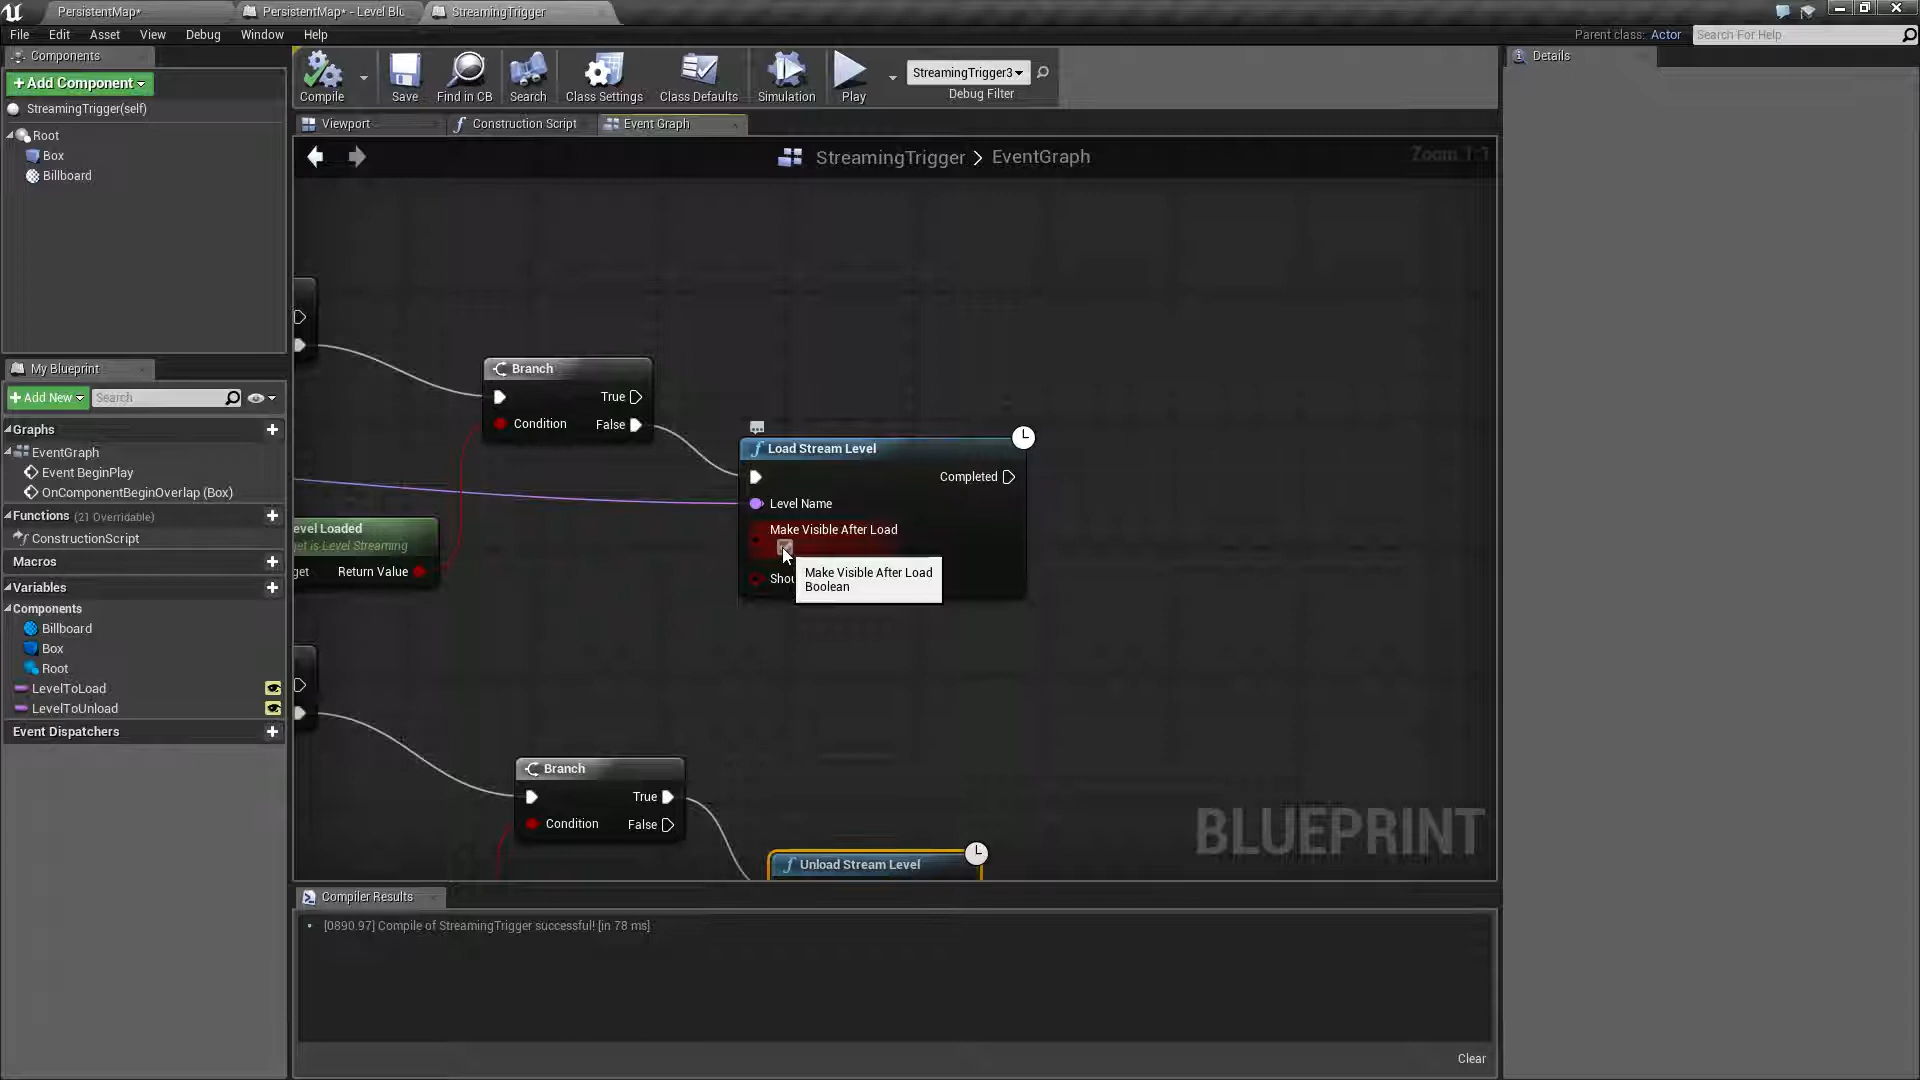 PersistentMap*
PersistentMap* - Level Blu
StreamingTrigger
File Edit Asset View Debug Window Help
Parent class: Actor
Search For Help
Components
+Add Component
StreamingTrigger(self)
Root
Box
Billboard
My Blueprint
+Add New
Search
Graphs
EventGraph
Event BeginPlay
OnComponentBeginOverlap (Box)
Functions (21 Overridable)
ConstructionScript
Macros
Variables
Components
Billboard
Box
Root
LevelToLoad
LevelToUnload
Event Dispatchers
Compile
Save
Find in CB
Search
Class Settings
Class Defaults
Simulation
Play
StreamingTrigger3
Debug Filter
Viewport
Construction Script
Event Graph
StreamingTrigger > EventGraph
Zoom 1:1
Branch
True
Condition
False
Load Stream Level
Completed
Level Name
Make Visible After Load
Shou
Make Visible After Load
Boolean
evel Loaded
get is Level Streaming
get
Return Value
Branch
True
Condition
False
Unload Stream Level
BLUEPRINT
Compiler Results
[0890.97] Compile of StreamingTrigger successful! [in 78 ms]
Clear
Details